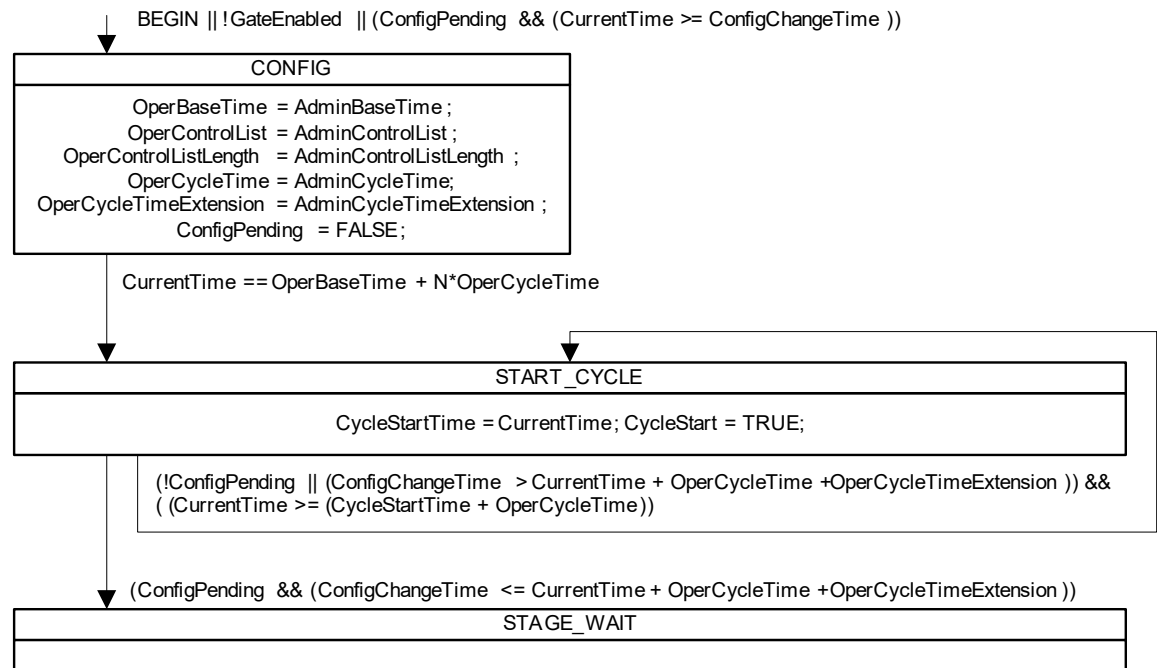 BEGIN || !GateEnabled || (ConfigPending && (CurrentTime >= ConfigChangeTime ))
CONFIG
OperBaseTime = AdminBaseTime ;
OperControlList = AdminControlList ;
OperControlListLength = AdminControlListLength ;
OperCycleTime = AdminCycleTime;
OperCycleTimeExtension = AdminCycleTimeExtension ;
ConfigPending = FALSE;
CurrentTime == OperBaseTime + N*OperCycleTime
START_CYCLE
CycleStartTime = CurrentTime; CycleStart = TRUE;
(!ConfigPending || (ConfigChangeTime > CurrentTime + OperCycleTime +OperCycleTimeExtension )) &&
( (CurrentTime >= (CycleStartTime + OperCycleTime))
(ConfigPending && (ConfigChangeTime <= CurrentTime + OperCycleTime +OperCycleTimeExtension ))
STAGE_WAIT